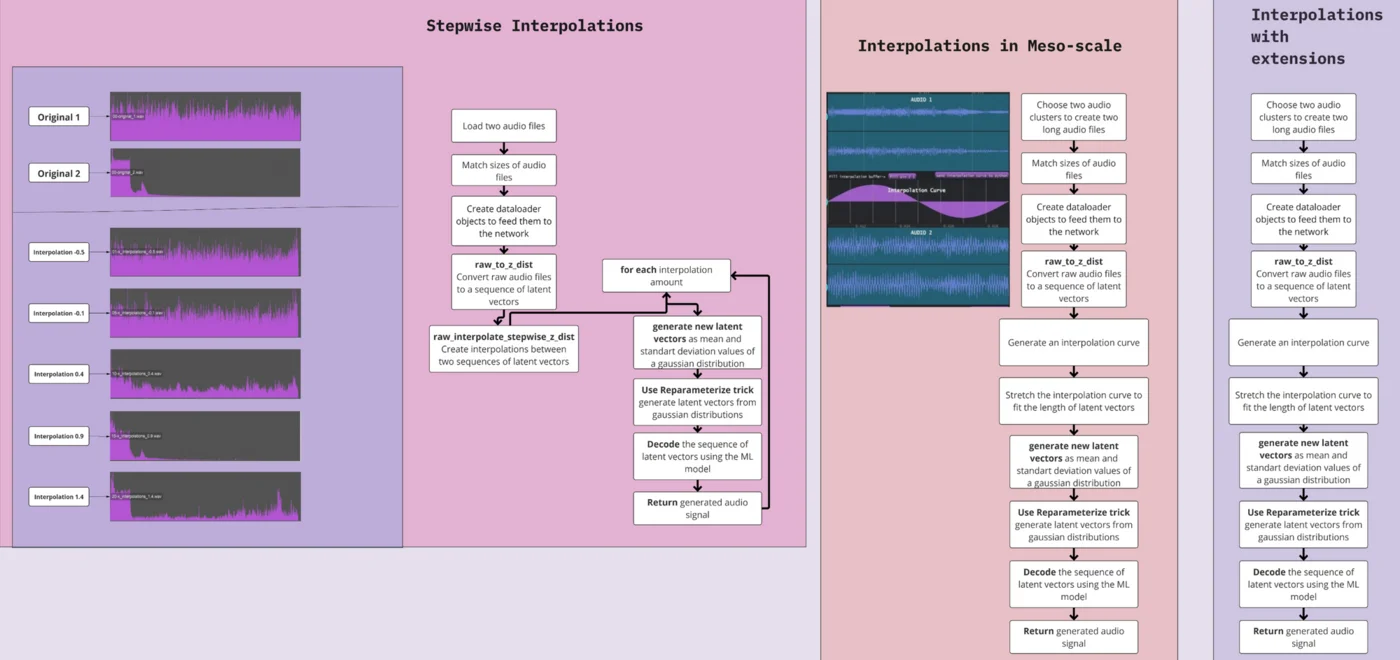 Stepwise Interpolations
Original 1
Original 2
Interpolation -0.5
Interpolation -0.1
Interpolation 0.4
Interpolation 0.9
Interpolation 1.4
Load two audio files
Match sizes of audio
files
Create dataloader
objects to feed them to
the network
raw_to_z_dist
Convert raw audio files
to a sequence of latent
vectors
raw_interpolate_stepwise_z_dist
Create interpolations between
two sequences of latent vectors
for each interpolation
amount
generate new latent
vectors as mean and
standart deviation values of
a gaussian distribution
Use Reparameterize trick
generate latent vectors from
gaussian distributions
Decode the sequence of
latent vectors using the ML
model
Return generated audio
signal
Interpolations in Meso-scale
AUDIO 1
Interpolation Curve
AUDIO 2
Choose two audio
clusters to create two
long audio files
Match sizes of audio
files
Create dataloader
objects to feed them to
the network
raw_to_z_dist
Convert raw audio files
to a sequence of latent
vectors
Generate an interpolation curve
Stretch the interpolation curve to
fit the length of latent vectors
generate new latent
vectors as mean and
standart deviation values of
a gaussian distribution
Use Reparameterize trick
generate latent vectors from
gaussian distributions
Decode the sequence of
latent vectors using the ML
model
Return generated audio
signal
Interpolations
with
extensions
Choose two audio
clusters to create two
long audio files
Match sizes of audio
files
Create dataloader
objects to feed them to
the network
raw_to_z_dist
Convert raw audio files
to a sequence of latent
vectors
Generate an interpolation curve
Stretch the interpolation curve to
fit the length of latent vectors
generate new latent
vectors as mean and
standart deviation values of
a gaussian distribution
Use Reparameterize trick
generate latent vectors from
gaussian distributions
Decode the sequence of
latent vectors using the ML
model
Return generated audio
signal